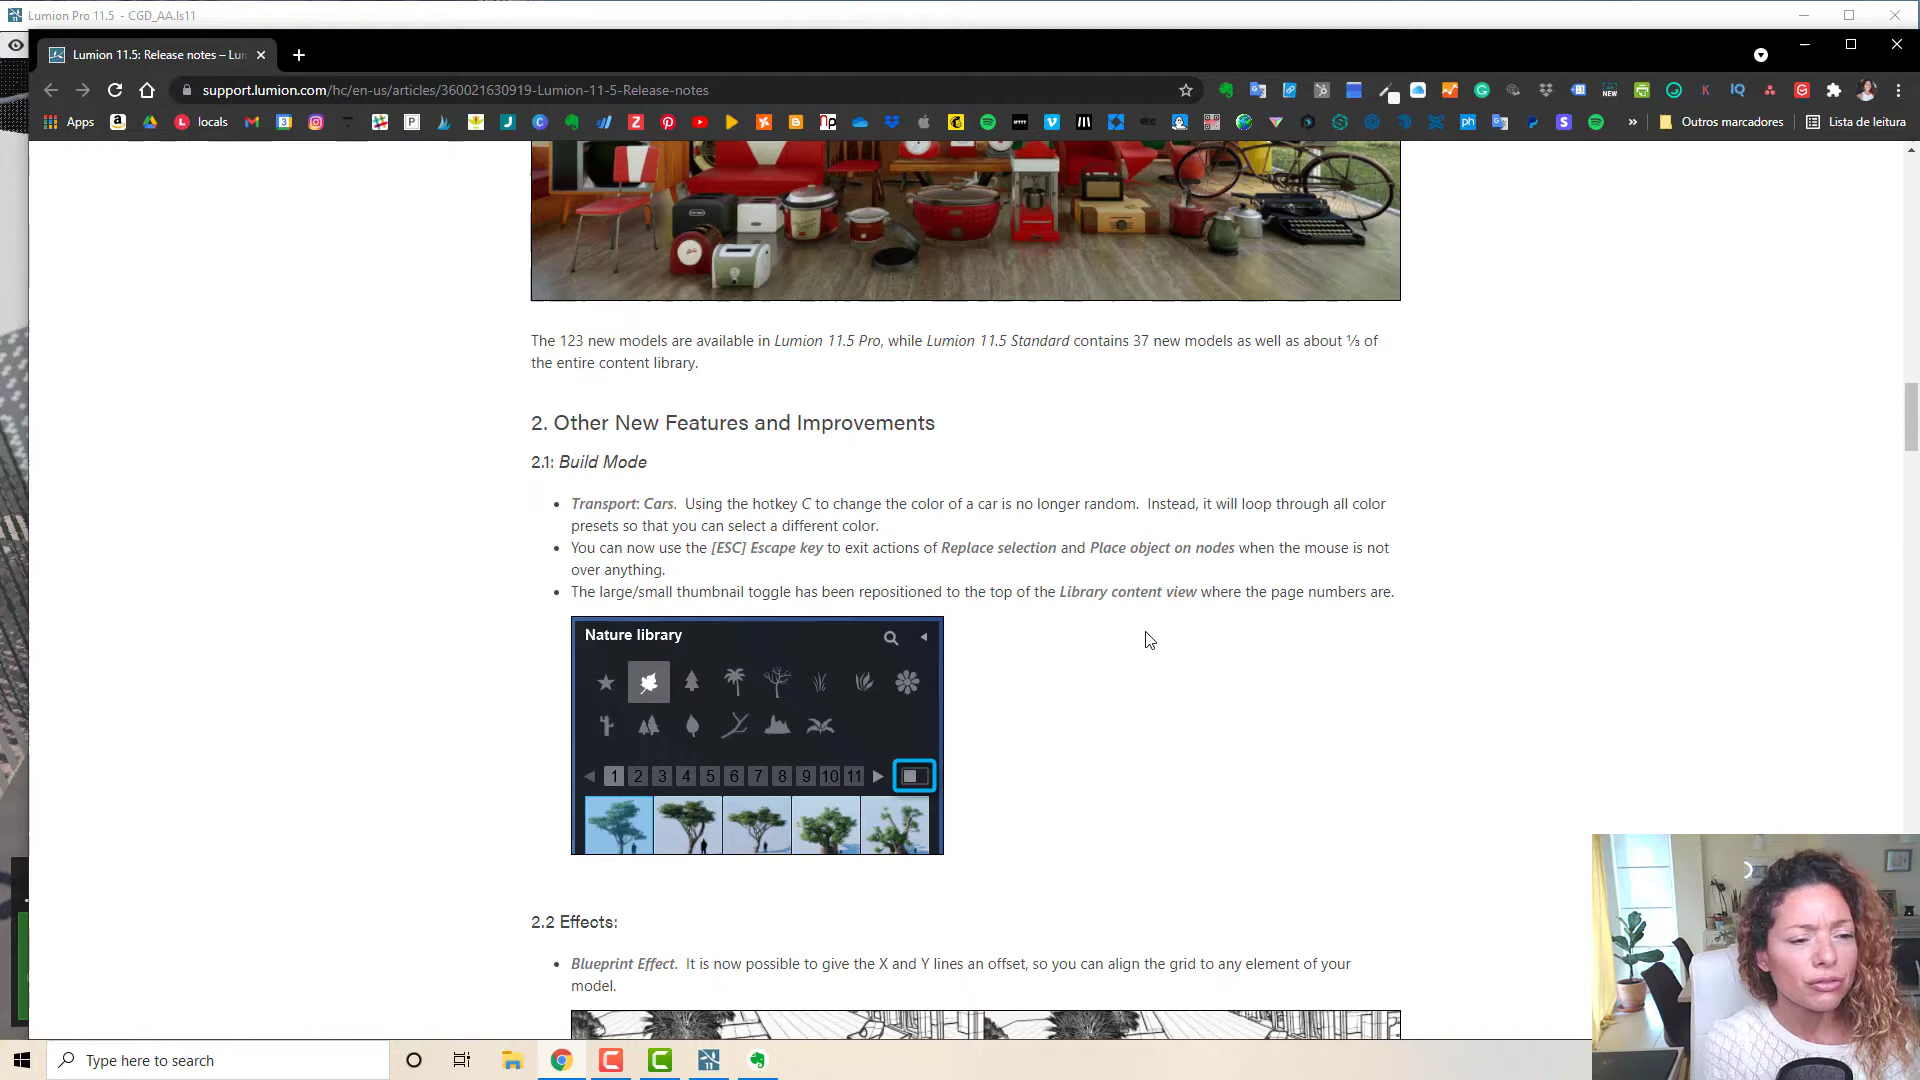 Lumion Pro 11.5 - CGD_AA.ls11
Lumion 11.5: Release notes – Lun
support.lumion.com/hc/en-us/articles/360021630919-Lumion-11-5-Release-notes
Apps
locals
Outros marcadores
Lista de leitura
The 123 new models are available in Lumion 11.5 Pro, while Lumion 11.5 Standard contains 37 new models as well as about ⅓ of
the entire content library.
2. Other New Features and Improvements
2.1: Build Mode
• Transport: Cars. Using the hotkey C to change the color of a car is no longer random. Instead, it will loop through all color
presets so that you can select a different color.
• You can now use the [ESC] Escape key to exit actions of Replace selection and Place object on nodes when the mouse is not
over anything.
• The large/small thumbnail toggle has been repositioned to the top of the Library content view where the page numbers are.
Nature library
1 2 3 4 5 6 7 8 9 10 11
2.2 Effects:
• Blueprint Effect. It is now possible to give the X and Y lines an offset, so you can align the grid to any element of your
model.
Type here to search